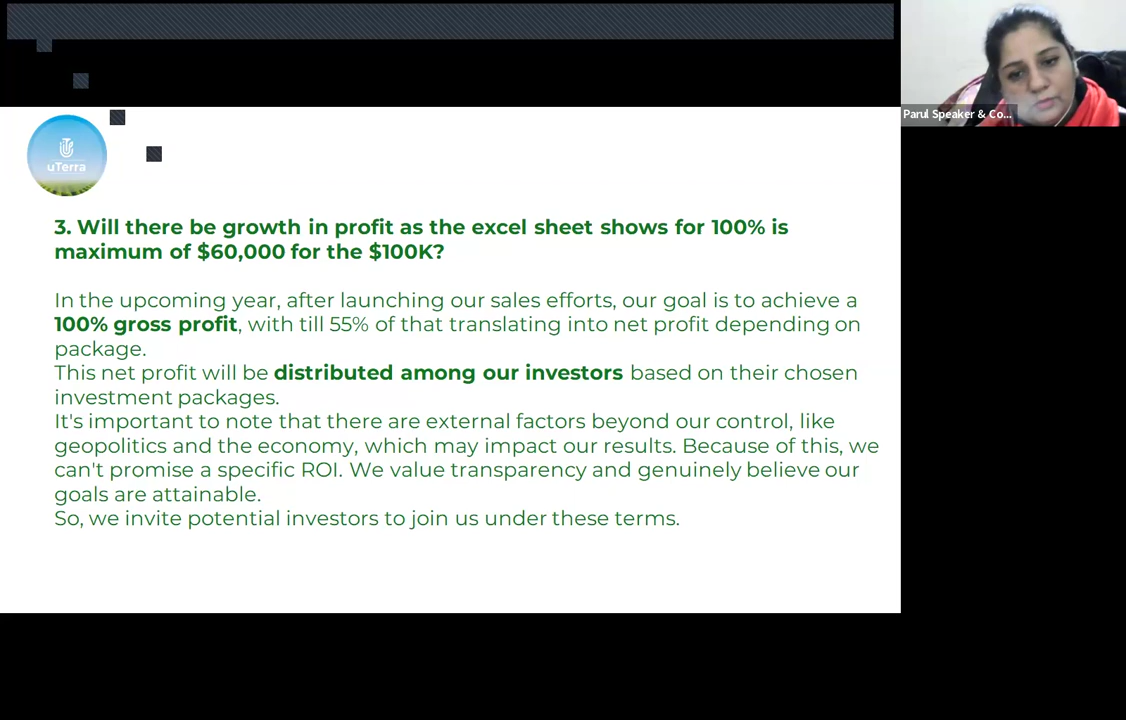 Parul Speaker & Co...
uTerra
3. Will there be growth in profit as the excel sheet shows for 100% is
maximum of $60,000 for the $100K?
In the upcoming year, after launching our sales efforts, our goal is to achieve a
100% gross profit, with till 55% of that translating into net profit depending on
package.
This net profit will be distributed among our investors based on their chosen
investment packages.
It's important to note that there are external factors beyond our control, like
geopolitics and the economy, which may impact our results. Because of this, we
can't promise a specific ROI. We value transparency and genuinely believe our
goals are attainable.
So, we invite potential investors to join us under these terms.